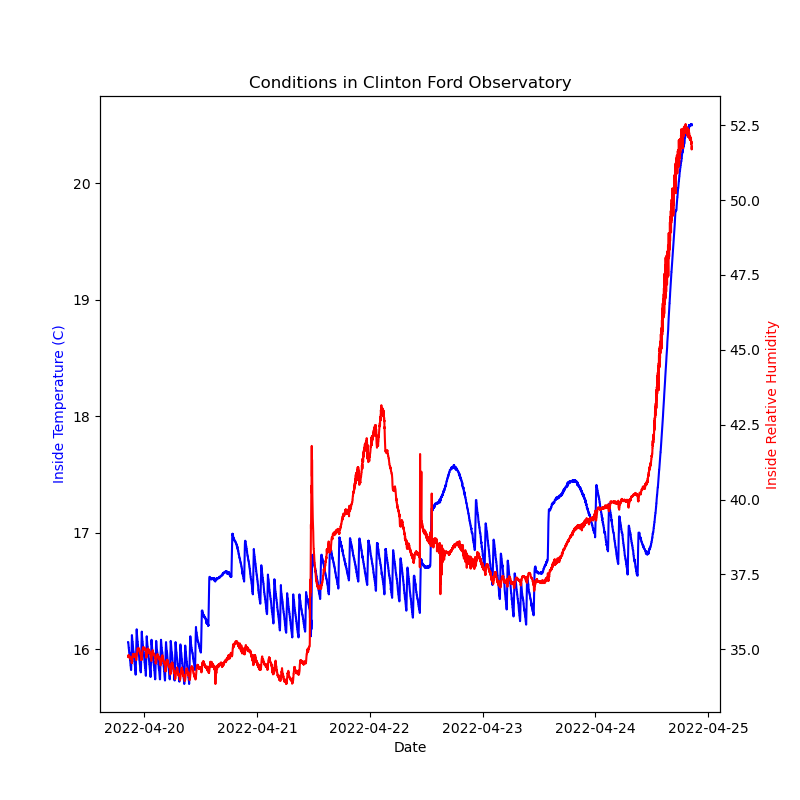 Conditions in Clinton Ford Observatory
Inside Temperature (C)
20
19
18
17
16
52.5
50.0
47.5
45.0
42.5
40.0
37.5
35.0
Inside Relative Humidity
2022-04-20 2022-04-21 2022-04-22 2022-04-23 2022-04-24 2022-04-25
Date